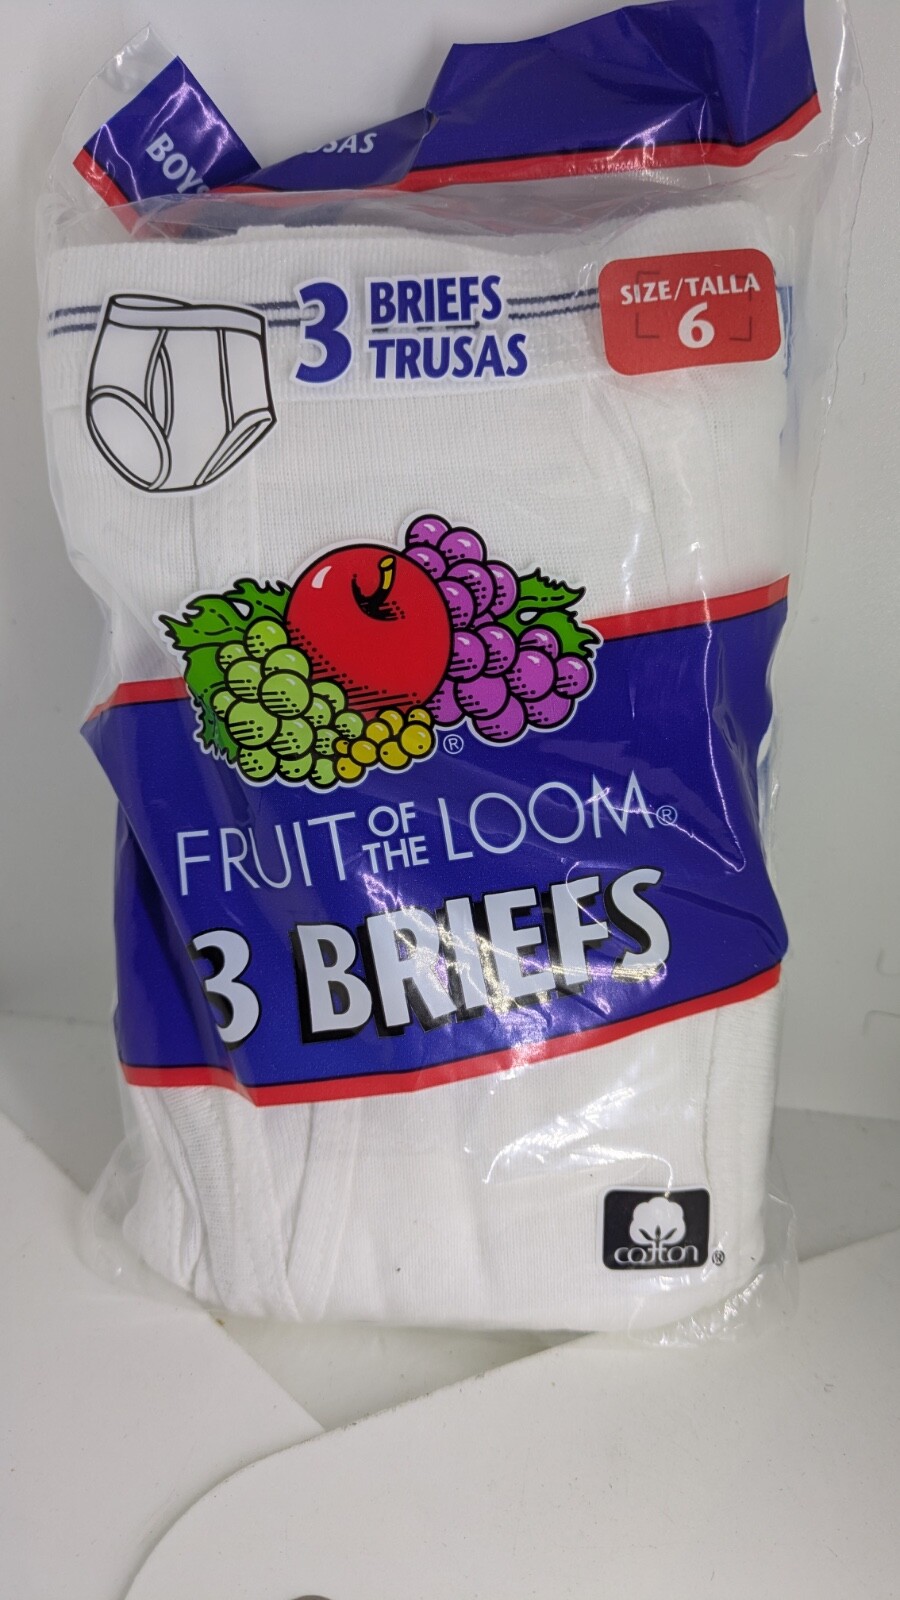 BOYS
3 BRIEFS
TRUSAS
SIZE/TALLA
6
®
FRUIT OF THE LOOM®
3 BRIEFS
cotton ®